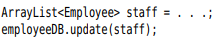 ArrayList<Employee> staff = . . .;
employeeDB.update(staff);